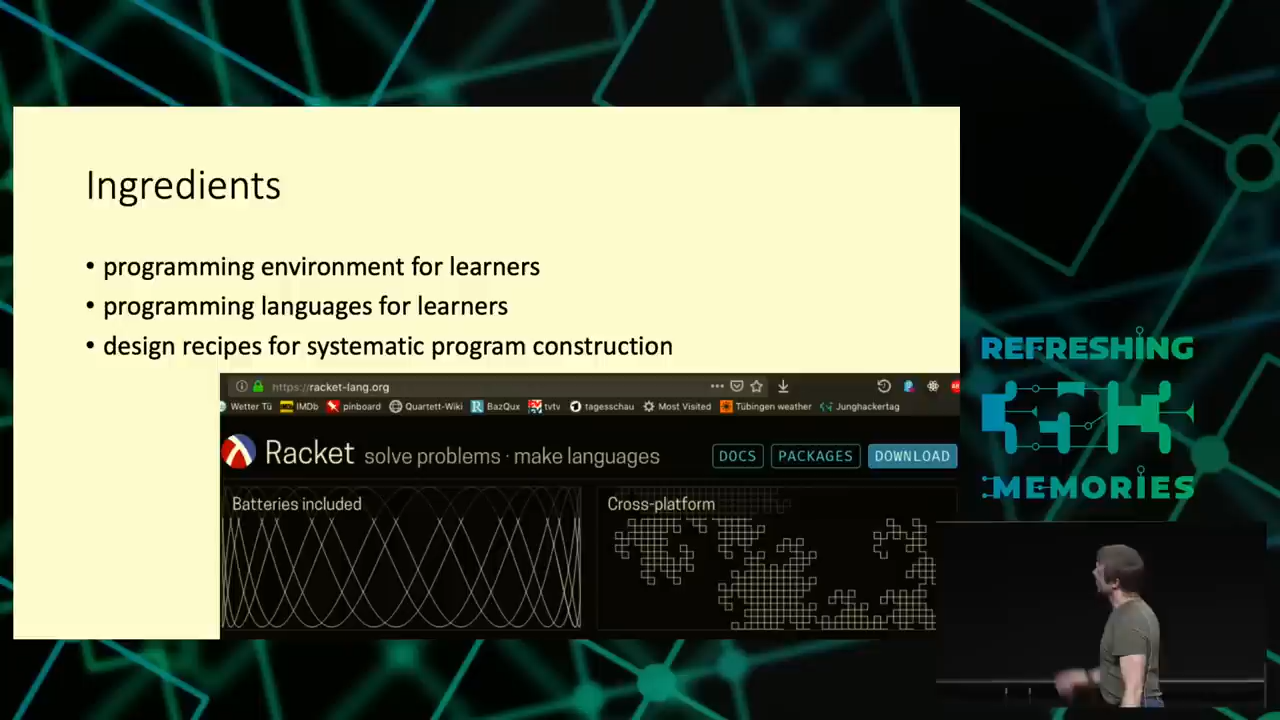 Ingredients
• programming environment for learners
• programming languages for learners
• design recipes for systematic program construction
https://racket-lang.org
Wetter Tü IMDb pinboard Quartett-Wiki BazQux tvtv tagesschau Most Visited Tübingen weather Junghackertag
Racket solve problems · make languages DOCS PACKAGES DOWNLOAD
Batteries included Cross-platform
REFRESHING
MEMORIES